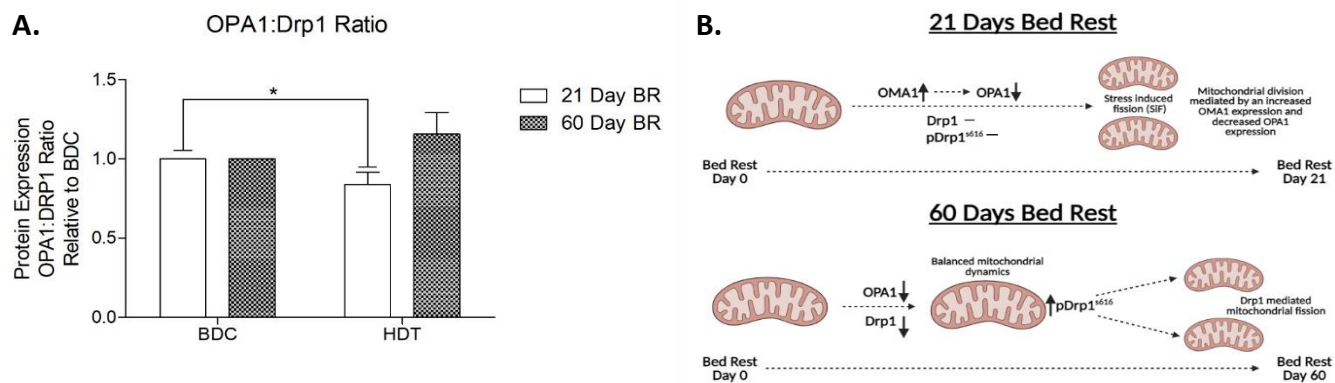 A.
OPA1:Drp1 Ratio
Protein Expression
OPA1:DRP1 Ratio
Relative to BDC
1.5
1.0
0.5
0.0
*
BDC
HDT
21 Day BR
60 Day BR
B.
21 Days Bed Rest
OMA1
OPA1
Drp1 –
pDrp1ˢ⁶¹⁶ –
Stress induced
fission (SiF)
Mitochondrial division
mediated by an increased
OMA1 expression and
decreased OPA1
expression
Bed Rest
Day 0
Bed Rest
Day 21
60 Days Bed Rest
OPA1
Drp1
Balanced mitochondrial
dynamics
pDrp1ˢ⁶¹⁶
Drp1 mediated
mitochondrial fission
Bed Rest
Day 0
Bed Rest
Day 60